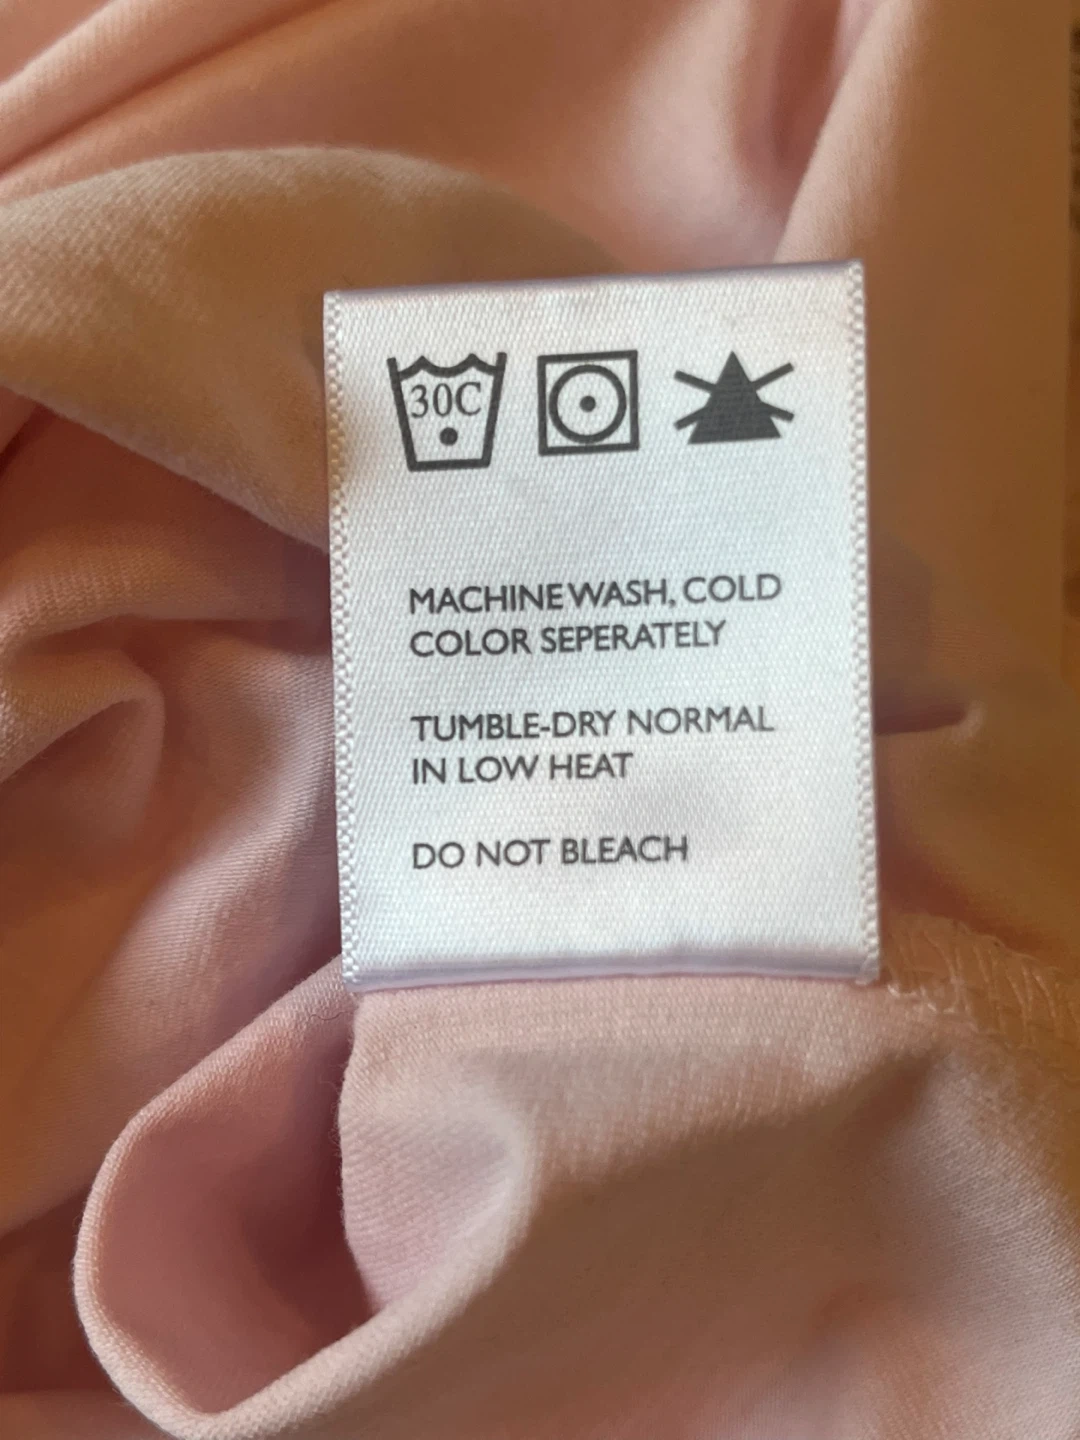 30C
MACHINE WASH, COLD
COLOR SEPERATELY
TUMBLE-DRY NORMAL
IN LOW HEAT
DO NOT BLEACH